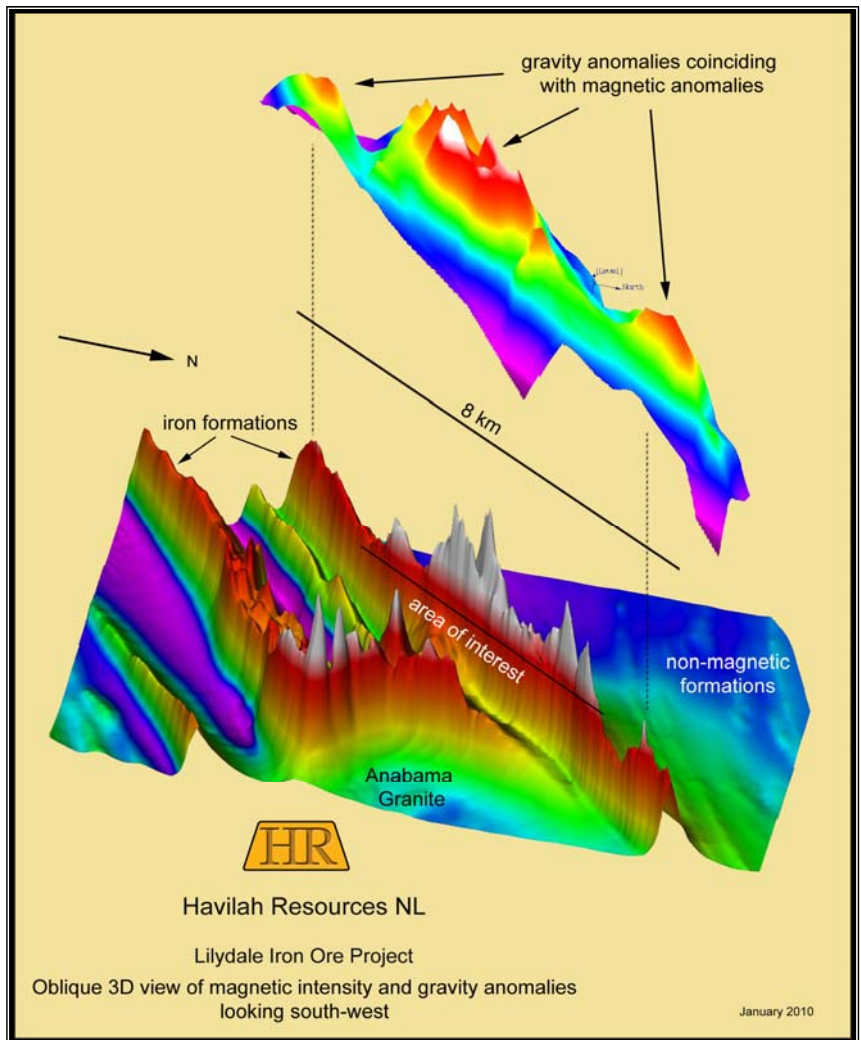 gravity anomalies coinciding
with magnetic anomalies
(Level)
North
N
8 km
iron formations
area of interest
non-magnetic
formations
Anabama
Granite
HR
Havilah Resources NL
Lilydale Iron Ore Project
Oblique 3D view of magnetic intensity and gravity anomalies
looking south-west
January 2010